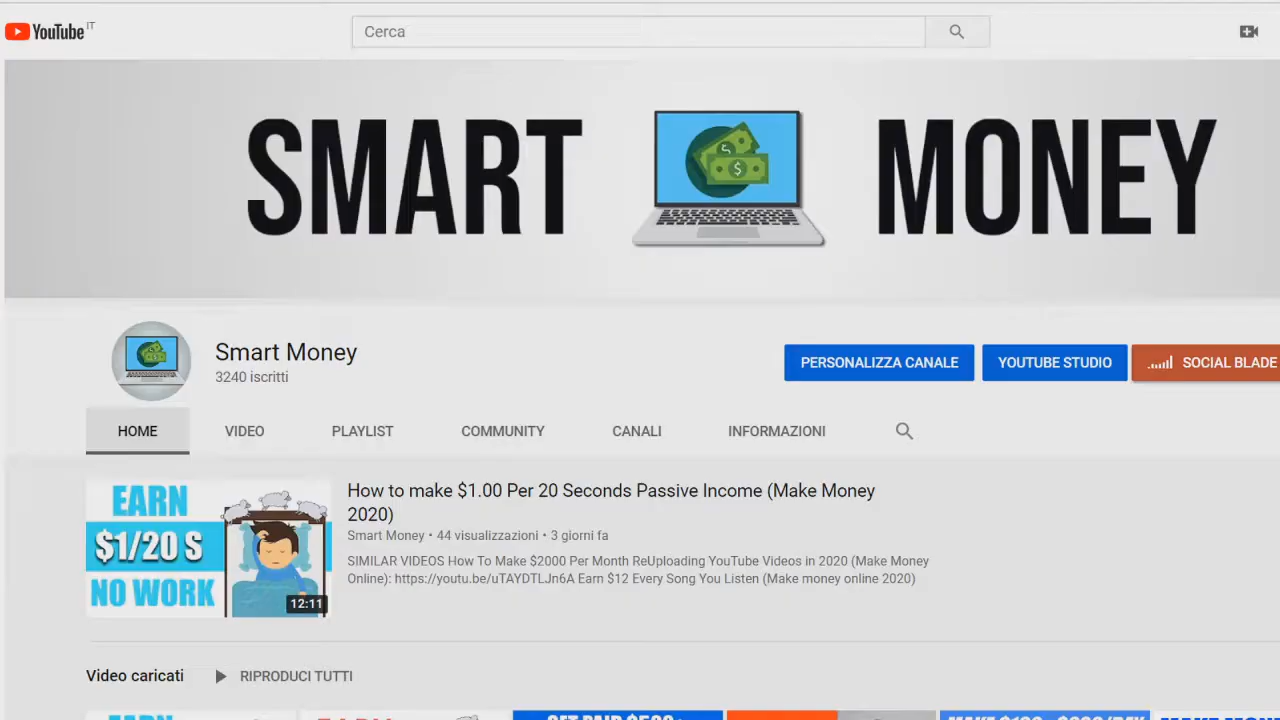 YouTube IT
Cerca
SMART MONEY
Smart Money
3240 iscritti
PERSONALIZZA CANALE
YOUTUBE STUDIO
SOCIAL BLADE
HOME
VIDEO
PLAYLIST
COMMUNITY
CANALI
INFORMAZIONI
EARN
$1/20 S
NO WORK
12:11
How to make $1.00 Per 20 Seconds Passive Income (Make Money
2020)
Smart Money • 44 visualizzazioni • 3 giorni fa
SIMILAR VIDEOS How To Make $2000 Per Month ReUploading YouTube Videos in 2020 (Make Money
Online): https://youtu.be/uTAYDTLJn6A Earn $12 Every Song You Listen (Make money online 2020)
Video caricati
RIPRODUCI TUTTI